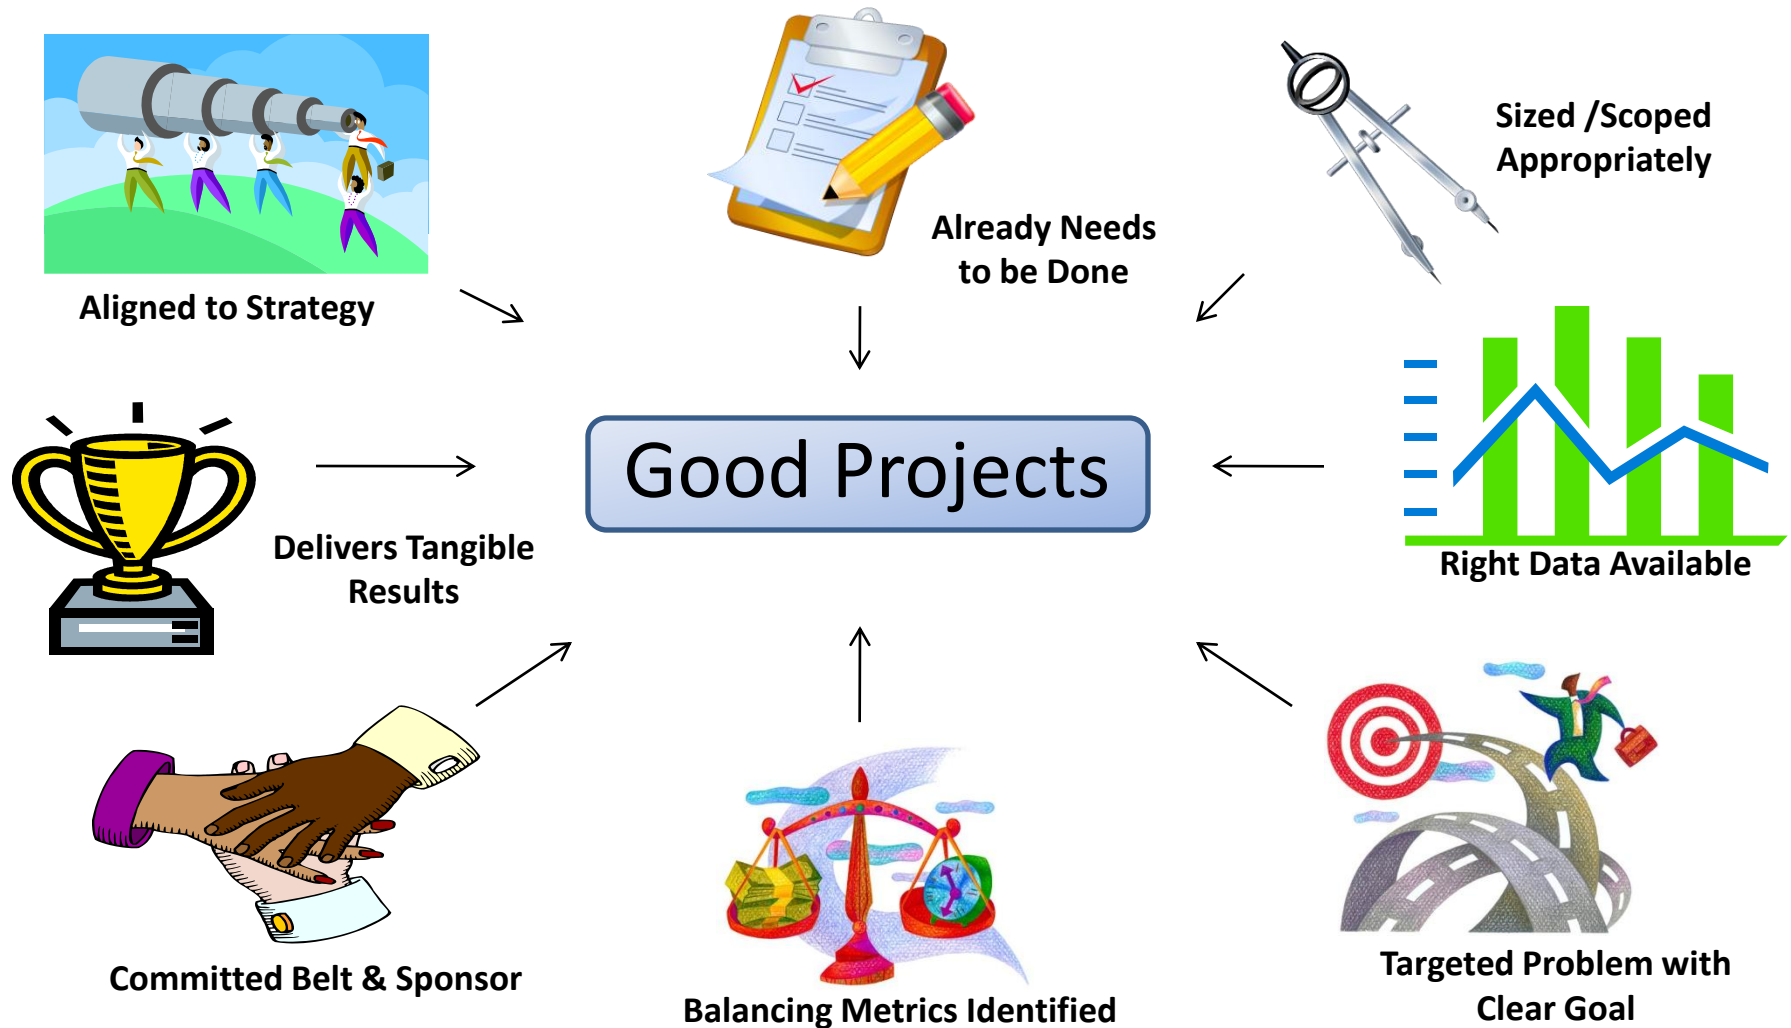 Aligned to Strategy
Already Needs
to be Done
Sized /Scoped
Appropriately
Delivers Tangible
Results
Good Projects
Right Data Available
Committed Belt & Sponsor
Balancing Metrics Identified
Targeted Problem with
Clear Goal